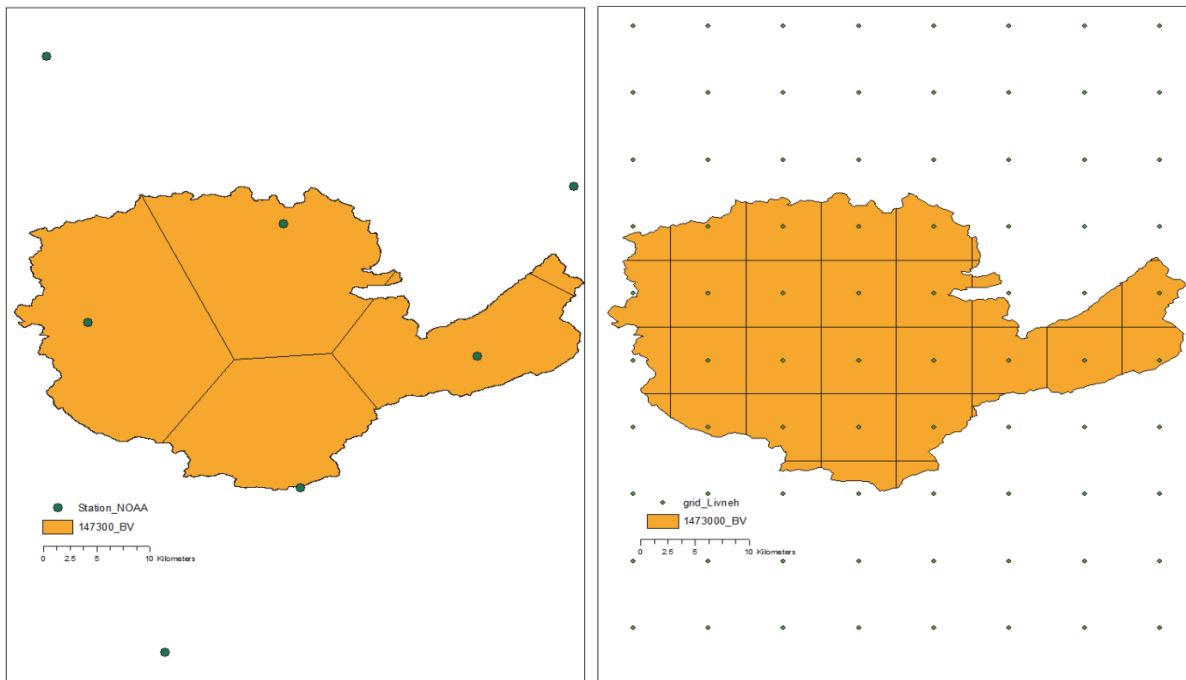 Station_NOAA
147300_BV
0 2.5 5 10 Kilometers
grid_Livneh
1473000_BV
0 2.5 5 10 Kilometers